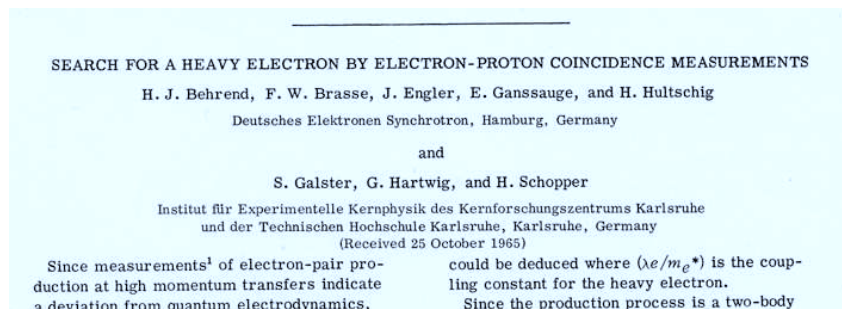 SEARCH FOR A HEAVY ELECTRON BY ELECTRON-PROTON COINCIDENCE MEASUREMENTS
H. J. Behrend, F. W. Brasse, J. Engler, E. Ganssauge, and H. Hultschig
Deutsches Elektronen Synchrotron, Hamburg, Germany
and
S. Galster, G. Hartwig, and H. Schopper
Institut für Experimentelle Kernphysik des Kernforschungszentrums Karlsruhe
und der Technischen Hochschule Karlsruhe, Karlsruhe, Germany
(Received 25 October 1965)
Since measurements¹ of electron-pair pro-
duction at high momentum transfers indicate
a deviation from quantum electrodynamics,
could be deduced where (λe/mₑ*) is the coup-
ling constant for the heavy electron.
Since the production process is a two-body